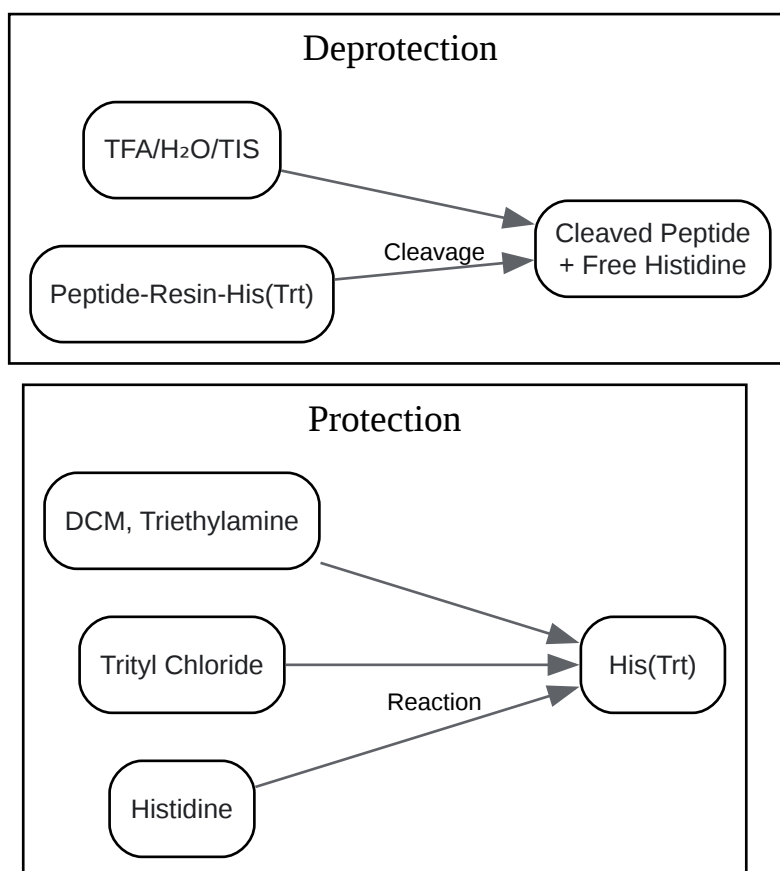 Deprotection
TFA/H₂O/TIS
Cleavage
Peptide-Resin-His(Trt)
Cleaved Peptide
+ Free Histidine
Protection
DCM, Triethylamine
Trityl Chloride
His(Trt)
Reaction
Histidine